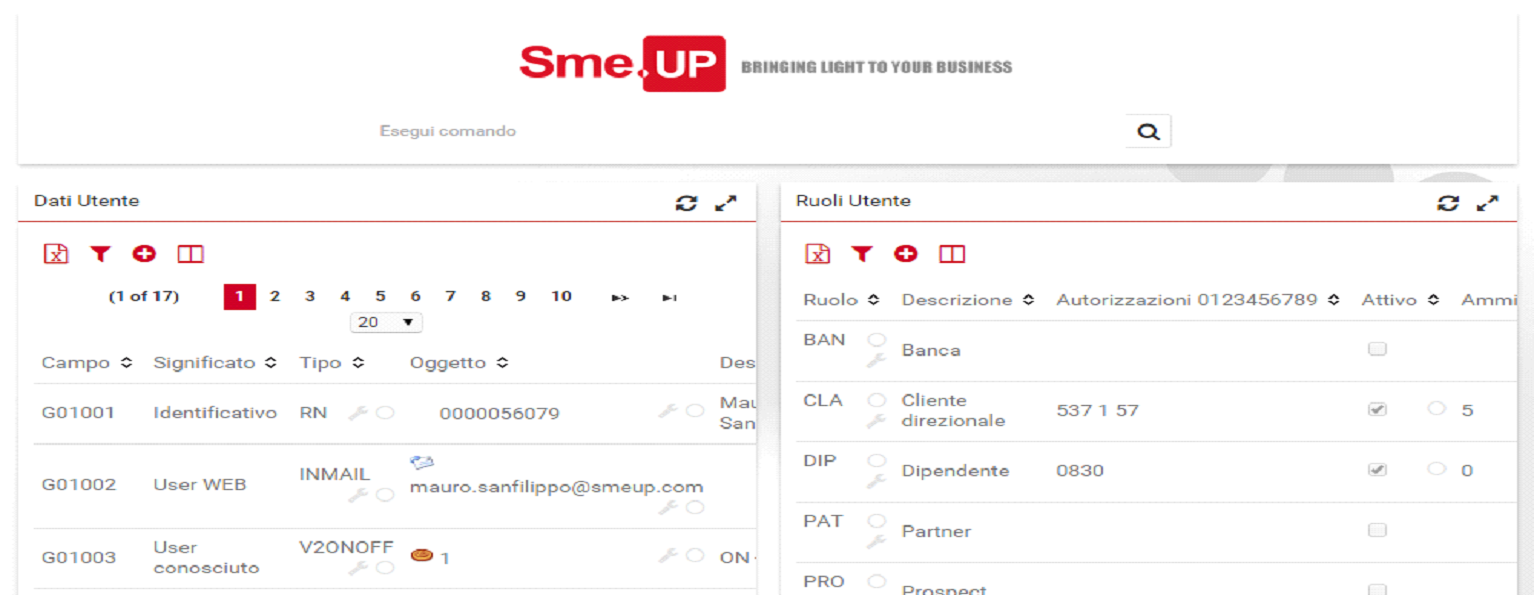 Sme.UP BRINGING LIGHT TO YOUR BUSINESS
Esegui comando
Dati Utente
(1 of 17) 1 2 3 4 5 6 7 8 9 10
20
Campo Significato Tipo Oggetto Des
G01001 Identificativo RN 0000056079 Mau
San
G01002 User WEB INMAIL
mauro.sanfilippo@smeup.com
G01003 User
conosciuto V2ONOFF 1 ON
Ruoli Utente
Ruolo Descrizione Autorizzazioni 0123456789 Attivo Ammi
BAN Banca
CLA Cliente
direzionale 537 1 57 5
DIP Dipendente 0830 0
PAT Partner
PRO Prospect